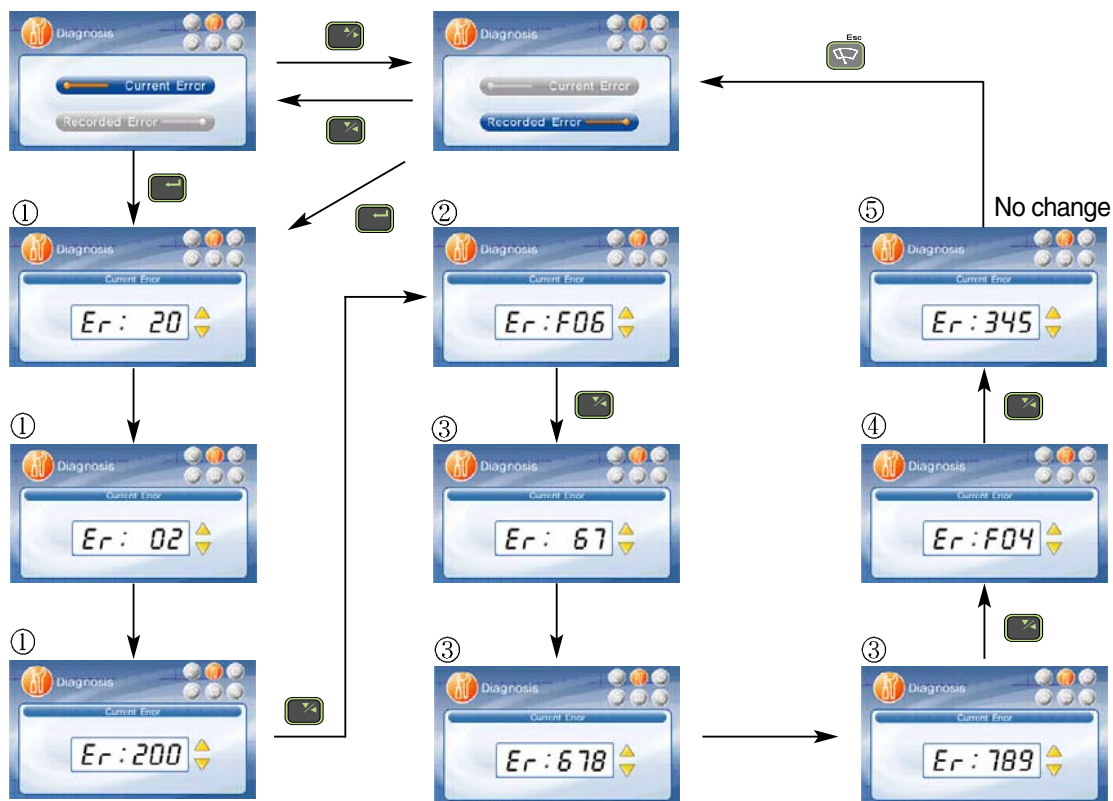 Diagnosis
Current Error
Recorded Error
Diagnosis
Current Error
Recorded Error
Esc
①
Diagnosis
Current Error
Er: 20
②
Diagnosis
Current Error
Er:F06
⑤
No change
Diagnosis
Current Error
Er:345
①
Diagnosis
Current Error
Er: 02
③
Diagnosis
Current Error
Er: 67
④
Diagnosis
Current Error
Er:F04
①
Diagnosis
Current Error
Er:200
③
Diagnosis
Current Error
Er:678
③
Diagnosis
Current Error
Er:789